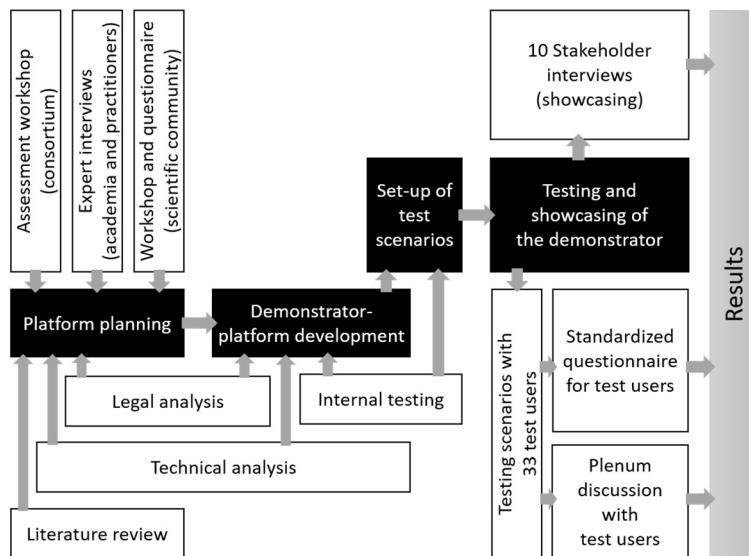 Assessment workshop
(consortium)
Expert interviews
(academia and practitioners)
Workshop and questionnaire
(scientific community)
10 Stakeholder
interviews
(showcasing)
Set-up of
test
scenarios
Testing and
showcasing of
the demonstrator
Results
Platform planning
Demonstrator-
platform development
Legal analysis
Internal testing
Technical analysis
Literature review
Testing scenarios with
33 test users
Standardized
questionnaire
for test users
Plenum
discussion
with
test users